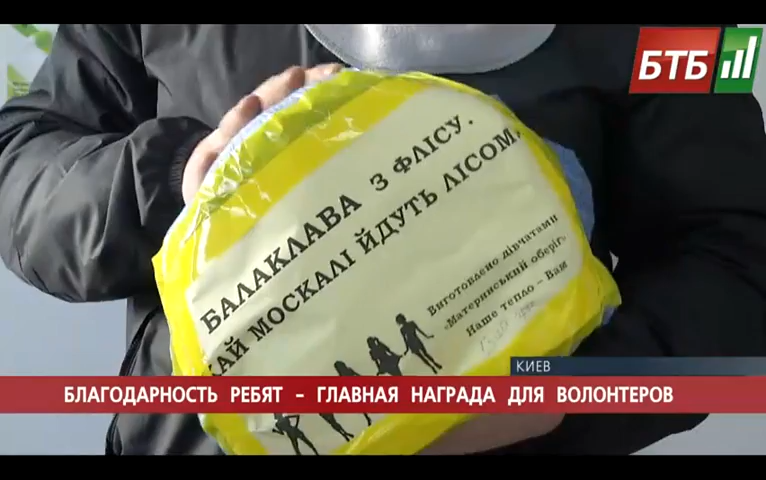 БТБ
БАЛАКЛАВА З ФЛІСУ.
ХАЙ МОСКАЛІ ЙДУТЬ ЛІСОМ.
Виготовлено дівчатами
«Материнський оберіг»
Наше тепло – Вам
КИЕВ
БЛАГОДАРНОСТЬ РЕБЯТ – ГЛАВНАЯ НАГРАДА ДЛЯ ВОЛОНТЕРОВ